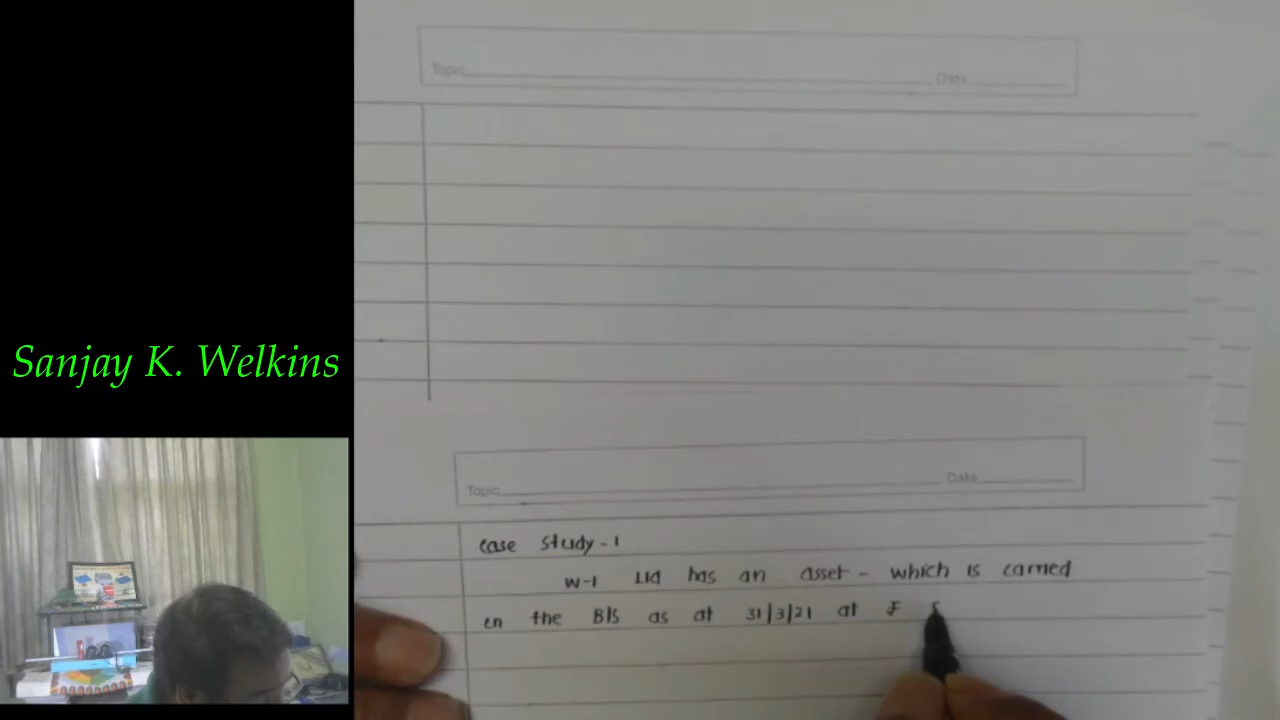 Topic Date
Sanjay K. Welkins
Topic Date
case study - 1
W-1 Ltd has an asset - which is carried
in the B/S as at 31/3/21 at ₹